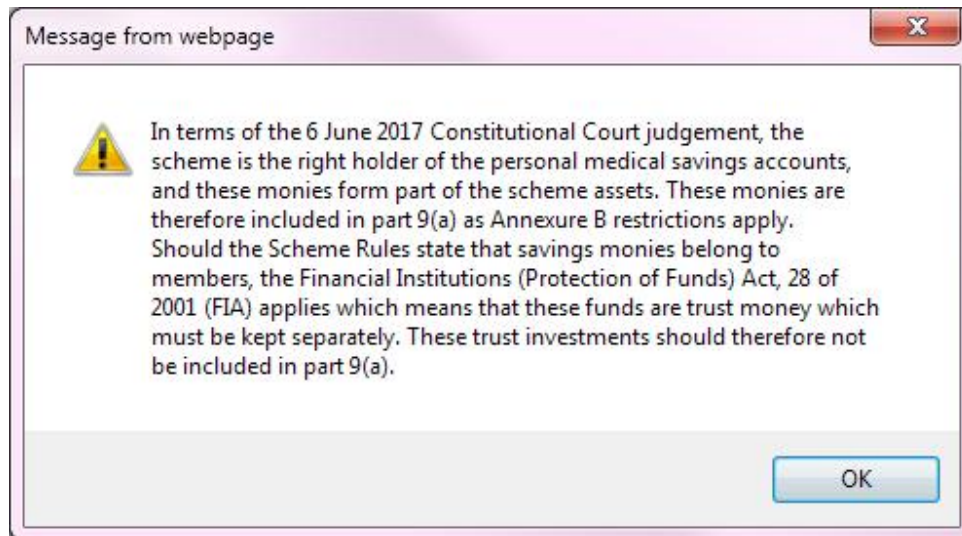 Message from webpage
In terms of the 6 June 2017 Constitutional Court judgement, the
scheme is the right holder of the personal medical savings accounts,
and these monies form part of the scheme assets. These monies are
therefore included in part 9(a) as Annexure B restrictions apply.
Should the Scheme Rules state that savings monies belong to
members, the Financial Institutions (Protection of Funds) Act, 28 of
2001 (FIA) applies which means that these funds are trust money which
must be kept separately. These trust investments should therefore not
be included in part 9(a).
OK